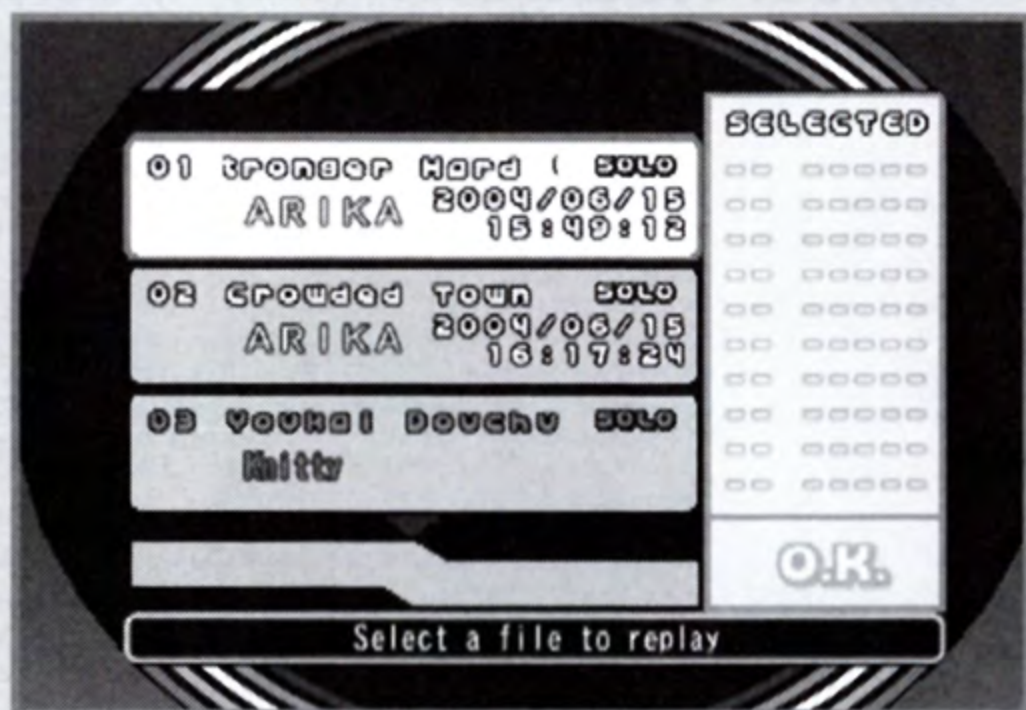 01 tronger Hard ( SOLO
ARIKA 2004/06/15
15:49:12
02 Crowded Town SOLO
ARIKA 2004/06/15
16:17:24
03 Youkai Douchu SOLO
Knitty
Select a file to replay
SELECTED
O.K.